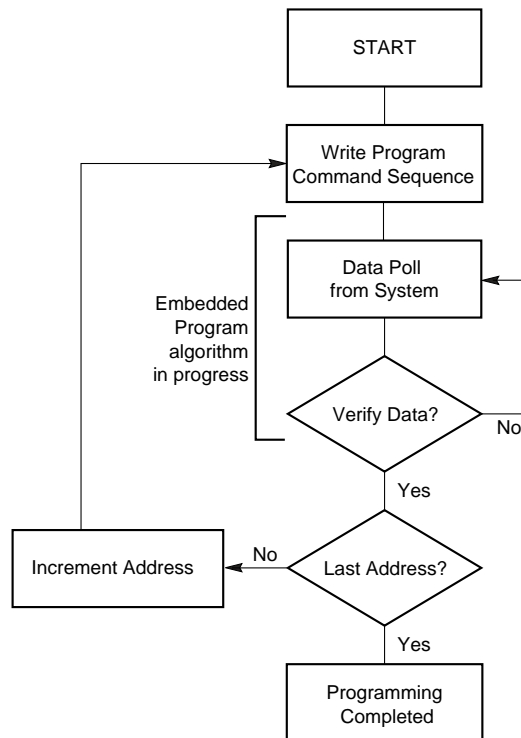 START
Write Program
Command Sequence
Data Poll
from System
Embedded
Program
algorithm
in progress
Verify Data?
No
Yes
Increment Address
No
Last Address?
Yes
Programming
Completed